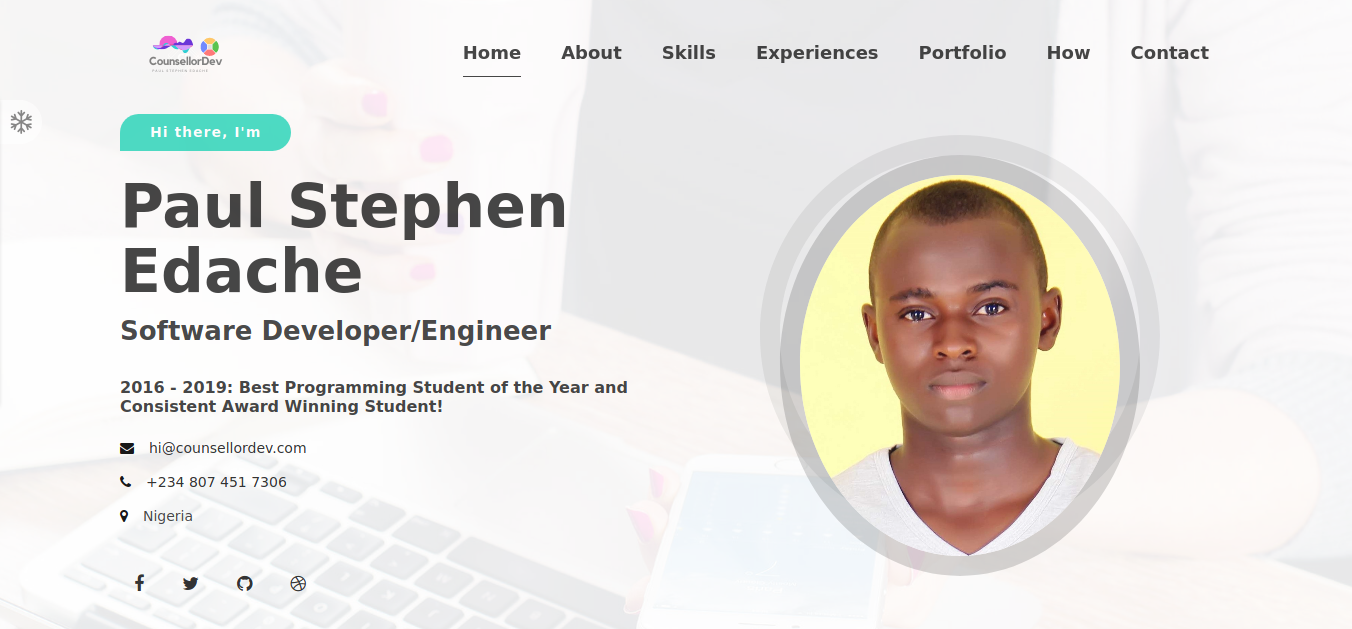 CounsellorDev
PAUL STEPHEN EDACHE
Home About Skills Experiences Portfolio How Contact
Hi there, I'm
Paul Stephen
Edache
Software Developer/Engineer
2016 - 2019: Best Programming Student of the Year and
Consistent Award Winning Student!
hi@counsellordev.com
+234 807 451 7306
Nigeria